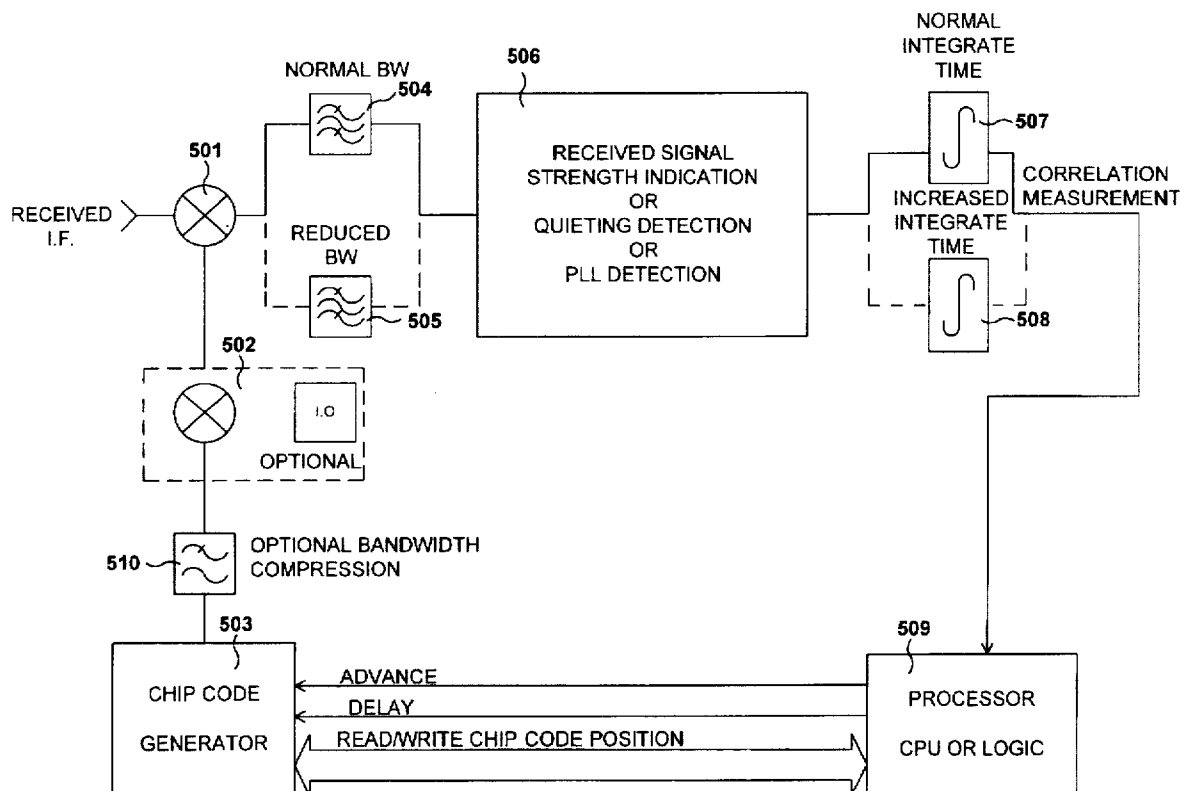 NORMAL
INTEGRATE
TIME
506
NORMAL BW
504
507
501
RECEIVED SIGNAL
STRENGTH INDICATION
OR
QUIETING DETECTION
OR
PLL DETECTION
CORRELATION
MEASUREMENT
RECEIVED
I.F.
INCREASED
INTEGRATE
TIME
REDUCED
BW
505
508
502
I.O
OPTIONAL
510
OPTIONAL BANDWIDTH
COMPRESSION
503
509
CHIP CODE
GENERATOR
ADVANCE
DELAY
READ/WRITE CHIP CODE POSITION
PROCESSOR
CPU OR LOGIC